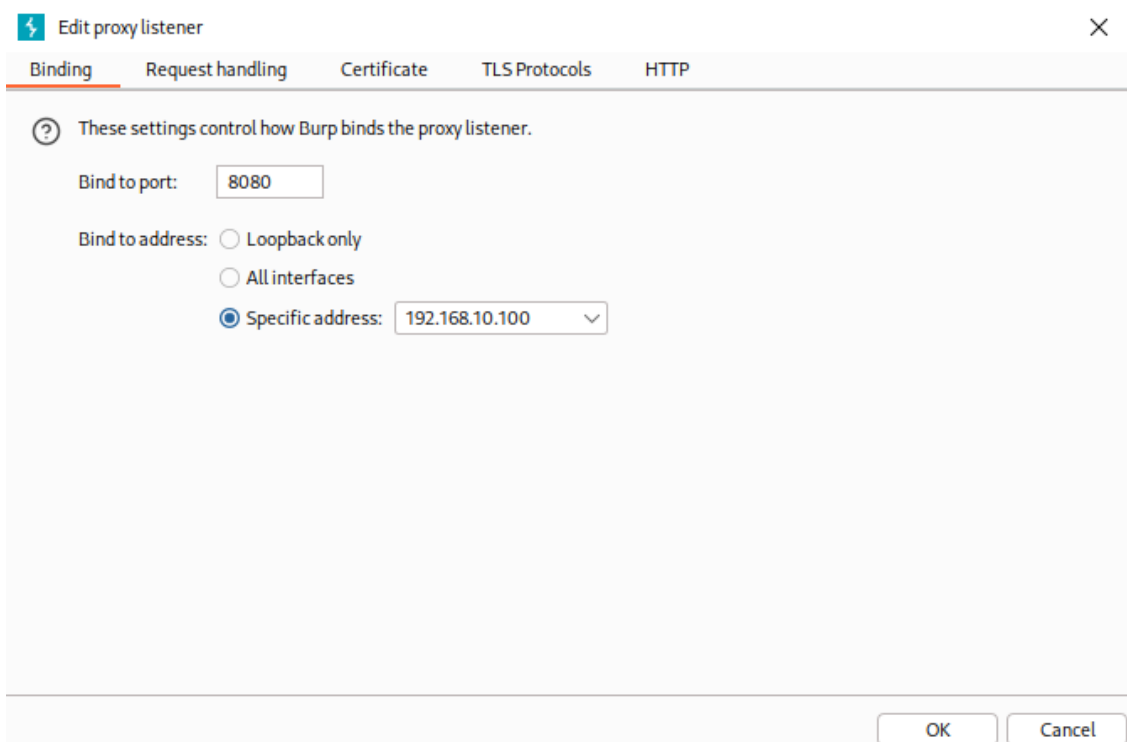 Edit proxy listener
Binding Request handling Certificate TLS Protocols HTTP
These settings control how Burp binds the proxy listener.
Bind to port: 8080
Bind to address: Loopback only
All interfaces
Specific address: 192.168.10.100
OK Cancel